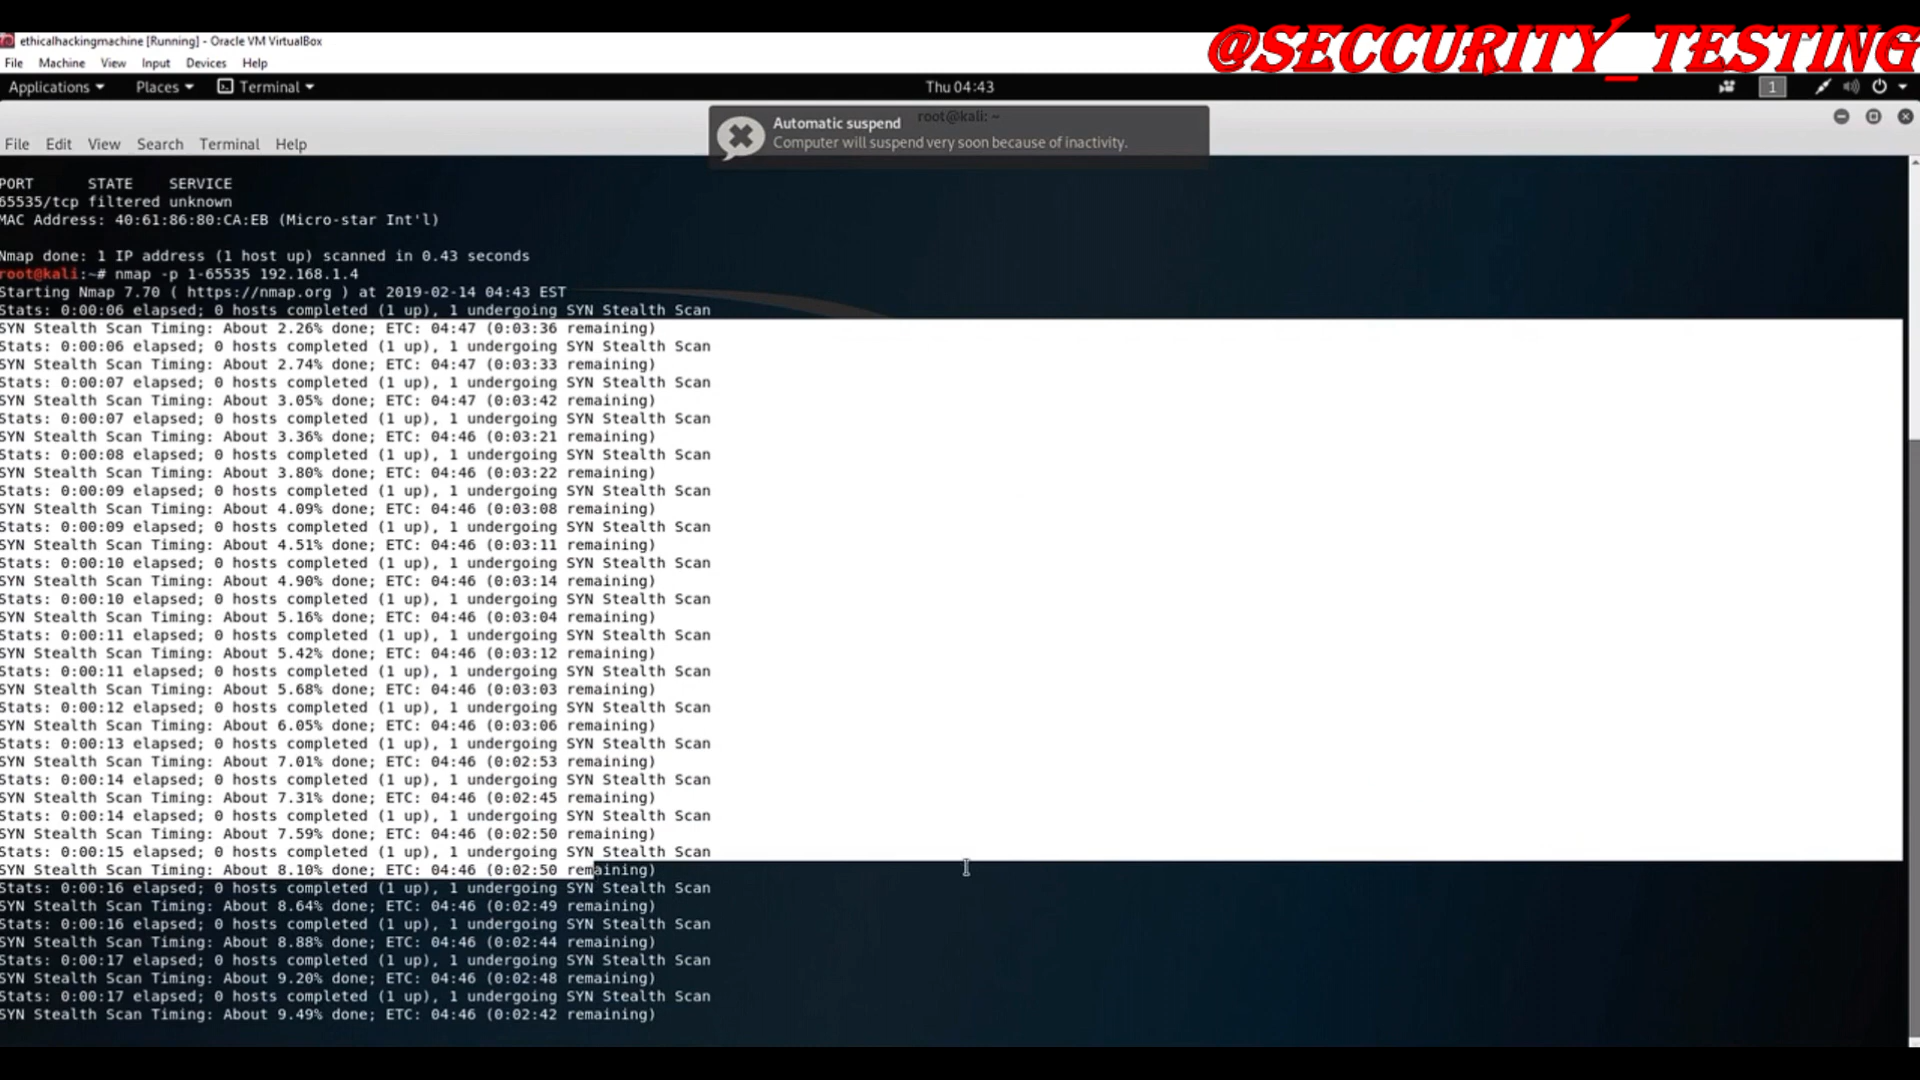 ethicalhackingmachine [Running] - Oracle VM VirtualBox
@SECCURITY_TESTING
File Machine View Input Devices Help
Applications Places Terminal Thu 04:43 1
root@kali: ~
Automatic suspend
Computer will suspend very soon because of inactivity.
File Edit View Search Terminal Help
PORT STATE SERVICE
65535/tcp filtered unknown
MAC Address: 40:61:86:80:CA:EB (Micro-star Int'l)
Nmap done: 1 IP address (1 host up) scanned in 0.43 seconds
root@kali:~# nmap -p 1-65535 192.168.1.4
Starting Nmap 7.70 ( https://nmap.org ) at 2019-02-14 04:43 EST
Stats: 0:00:06 elapsed; 0 hosts completed (1 up), 1 undergoing SYN Stealth Scan
SYN Stealth Scan Timing: About 2.26% done; ETC: 04:47 (0:03:36 remaining)
Stats: 0:00:06 elapsed; 0 hosts completed (1 up), 1 undergoing SYN Stealth Scan
SYN Stealth Scan Timing: About 2.74% done; ETC: 04:47 (0:03:33 remaining)
Stats: 0:00:07 elapsed; 0 hosts completed (1 up), 1 undergoing SYN Stealth Scan
SYN Stealth Scan Timing: About 3.05% done; ETC: 04:47 (0:03:42 remaining)
Stats: 0:00:07 elapsed; 0 hosts completed (1 up), 1 undergoing SYN Stealth Scan
SYN Stealth Scan Timing: About 3.36% done; ETC: 04:46 (0:03:21 remaining)
Stats: 0:00:08 elapsed; 0 hosts completed (1 up), 1 undergoing SYN Stealth Scan
SYN Stealth Scan Timing: About 3.80% done; ETC: 04:46 (0:03:22 remaining)
Stats: 0:00:09 elapsed; 0 hosts completed (1 up), 1 undergoing SYN Stealth Scan
SYN Stealth Scan Timing: About 4.09% done; ETC: 04:46 (0:03:08 remaining)
Stats: 0:00:09 elapsed; 0 hosts completed (1 up), 1 undergoing SYN Stealth Scan
SYN Stealth Scan Timing: About 4.51% done; ETC: 04:46 (0:03:11 remaining)
Stats: 0:00:10 elapsed; 0 hosts completed (1 up), 1 undergoing SYN Stealth Scan
SYN Stealth Scan Timing: About 4.90% done; ETC: 04:46 (0:03:14 remaining)
Stats: 0:00:10 elapsed; 0 hosts completed (1 up), 1 undergoing SYN Stealth Scan
SYN Stealth Scan Timing: About 5.16% done; ETC: 04:46 (0:03:04 remaining)
Stats: 0:00:11 elapsed; 0 hosts completed (1 up), 1 undergoing SYN Stealth Scan
SYN Stealth Scan Timing: About 5.42% done; ETC: 04:46 (0:03:12 remaining)
Stats: 0:00:11 elapsed; 0 hosts completed (1 up), 1 undergoing SYN Stealth Scan
SYN Stealth Scan Timing: About 5.68% done; ETC: 04:46 (0:03:03 remaining)
Stats: 0:00:12 elapsed; 0 hosts completed (1 up), 1 undergoing SYN Stealth Scan
SYN Stealth Scan Timing: About 6.05% done; ETC: 04:46 (0:03:06 remaining)
Stats: 0:00:13 elapsed; 0 hosts completed (1 up), 1 undergoing SYN Stealth Scan
SYN Stealth Scan Timing: About 7.01% done; ETC: 04:46 (0:02:53 remaining)
Stats: 0:00:14 elapsed; 0 hosts completed (1 up), 1 undergoing SYN Stealth Scan
SYN Stealth Scan Timing: About 7.31% done; ETC: 04:46 (0:02:45 remaining)
Stats: 0:00:14 elapsed; 0 hosts completed (1 up), 1 undergoing SYN Stealth Scan
SYN Stealth Scan Timing: About 7.59% done; ETC: 04:46 (0:02:50 remaining)
Stats: 0:00:15 elapsed; 0 hosts completed (1 up), 1 undergoing SYN Stealth Scan
SYN Stealth Scan Timing: About 8.10% done; ETC: 04:46 (0:02:50 remaining)
Stats: 0:00:16 elapsed; 0 hosts completed (1 up), 1 undergoing SYN Stealth Scan
SYN Stealth Scan Timing: About 8.64% done; ETC: 04:46 (0:02:49 remaining)
Stats: 0:00:16 elapsed; 0 hosts completed (1 up), 1 undergoing SYN Stealth Scan
SYN Stealth Scan Timing: About 8.88% done; ETC: 04:46 (0:02:44 remaining)
Stats: 0:00:17 elapsed; 0 hosts completed (1 up), 1 undergoing SYN Stealth Scan
SYN Stealth Scan Timing: About 9.20% done; ETC: 04:46 (0:02:48 remaining)
Stats: 0:00:17 elapsed; 0 hosts completed (1 up), 1 undergoing SYN Stealth Scan
SYN Stealth Scan Timing: About 9.49% done; ETC: 04:46 (0:02:42 remaining)